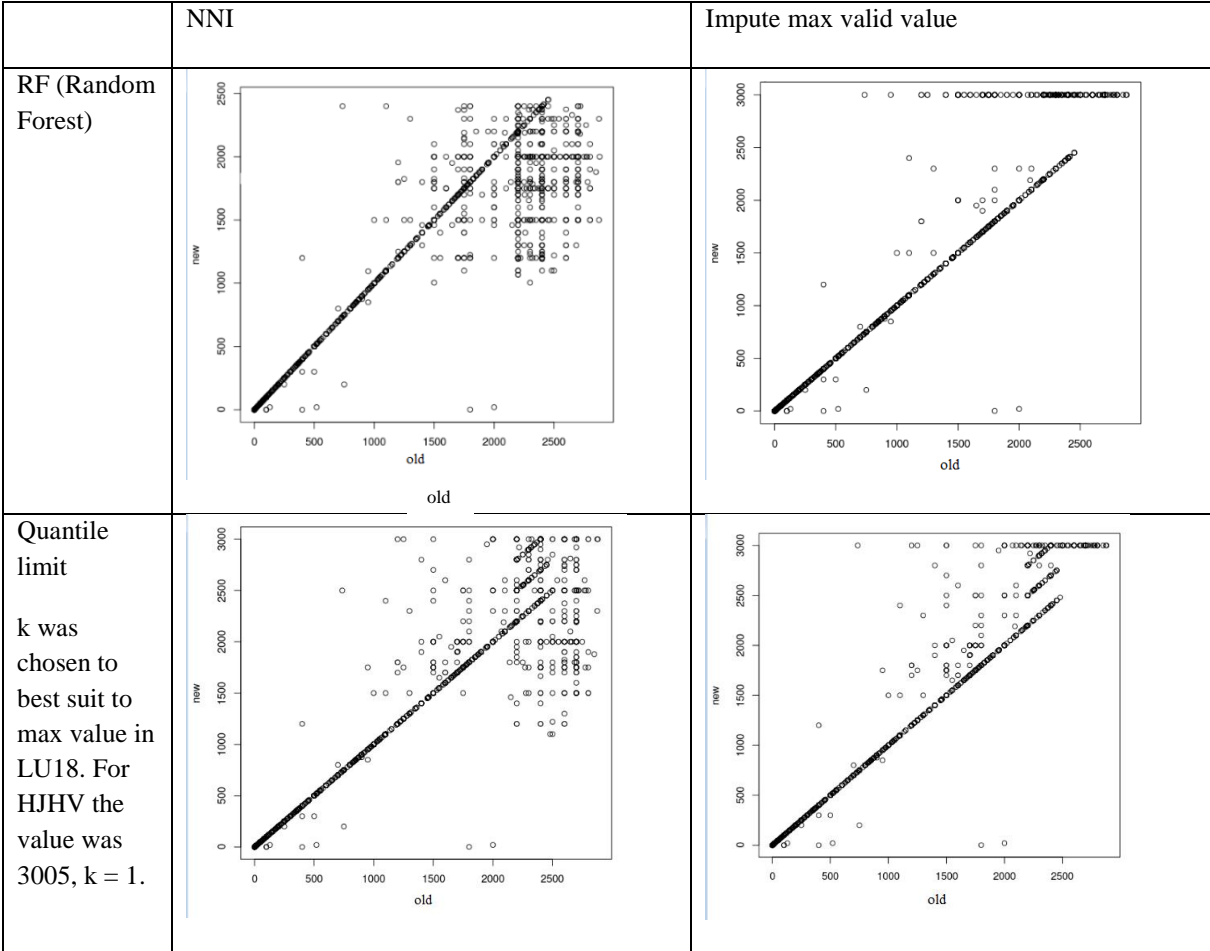 NNI
Impute max valid value
RF (Random
Forest)
new
0 500 1000 1500 2000 2500
0 500 1000 1500 2000 2500
old
old
new
0 500 1000 1500 2000 2500 3000
0 500 1000 1500 2000 2500
old
Quantile
limit
k was
chosen to
best suit to
max value in
LU18. For
HJHV the
value was
3005, k = 1.
new
0 500 1000 1500 2000 2500 3000
0 500 1000 1500 2000 2500
old
new
0 500 1000 1500 2000 2500 3000
0 500 1000 1500 2000 2500
old